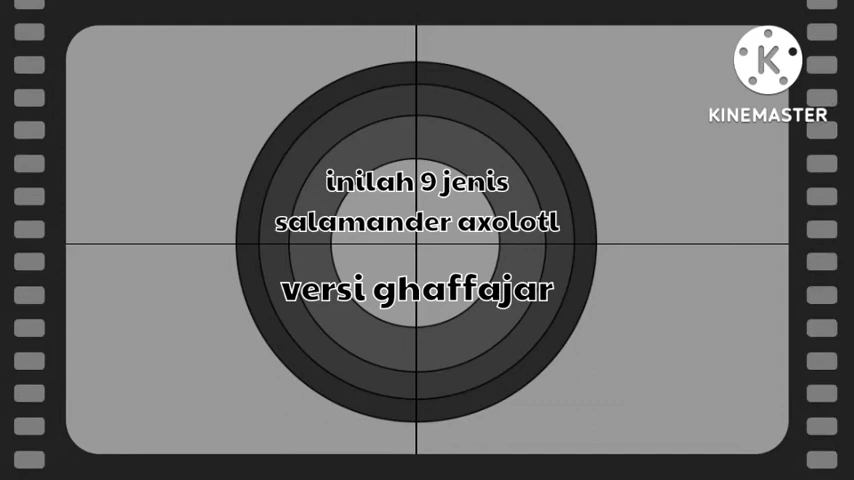 KINEMASTER
inilah 9 jenis
salamander axolotl
versi ghaffajar